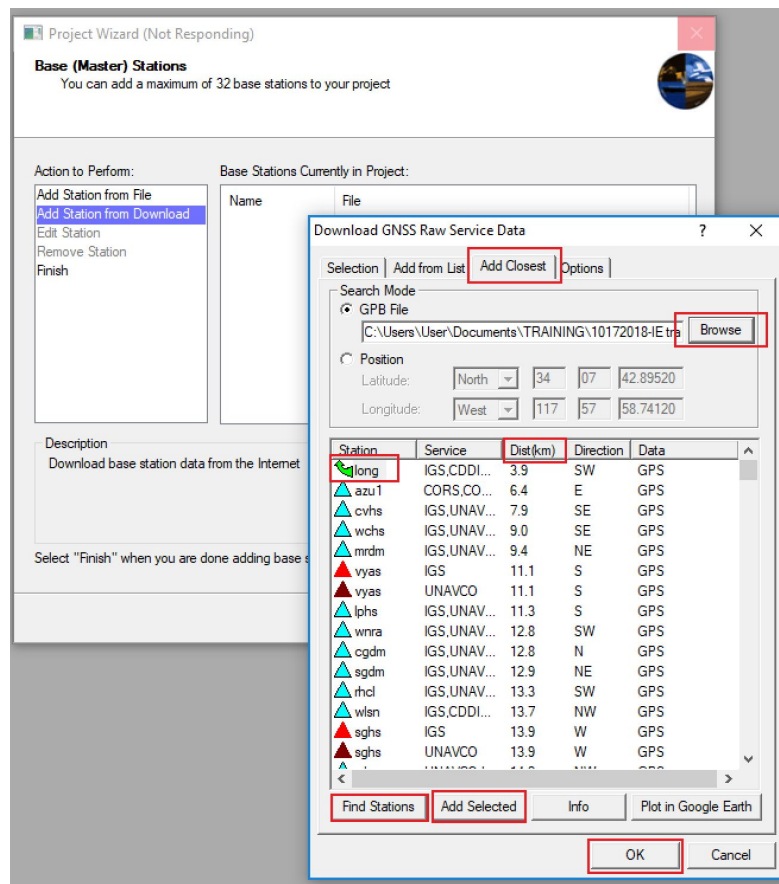 Project Wizard (Not Responding)
Base (Master) Stations
You can add a maximum of 32 base stations to your project
Action to Perform:
Add Station from File
Add Station from Download
Edit Station
Remove Station
Finish
Base Stations Currently in Project:
Name File
Description
Download base station data from the Internet
Select "Finish" when you are done adding base s
Download GNSS Raw Service Data ?
Selection Add from List Add Closest Options
Search Mode
GPB File
C:\Users\User\Documents\TRAINING\10172018-IE tra Browse
Position
Latitude: North 34 07 42.89520
Longitude: West 117 57 58.74120
Station Service Dist(km) Direction Data
long IGS,CDDI... 3.9 SW GPS
azu1 CORS,CO... 6.4 E GPS
cvhs IGS,UNAV... 7.9 SE GPS
wchs IGS,UNAV... 9.0 SE GPS
mrdm IGS,UNAV... 9.4 NE GPS
vyas IGS 11.1 S GPS
vyas UNAVCO 11.1 S GPS
lphs IGS,UNAV... 11.3 S GPS
wnra IGS,UNAV... 12.8 SW GPS
cgdm IGS,UNAV... 12.8 N GPS
sgdm IGS,UNAV... 12.9 NE GPS
rhcl IGS,UNAV... 13.3 SW GPS
wlsn IGS,CDDI... 13.7 NW GPS
sghs IGS 13.9 W GPS
sghs UNAVCO 13.9 W GPS
Find Stations Add Selected Info Plot in Google Earth
OK Cancel